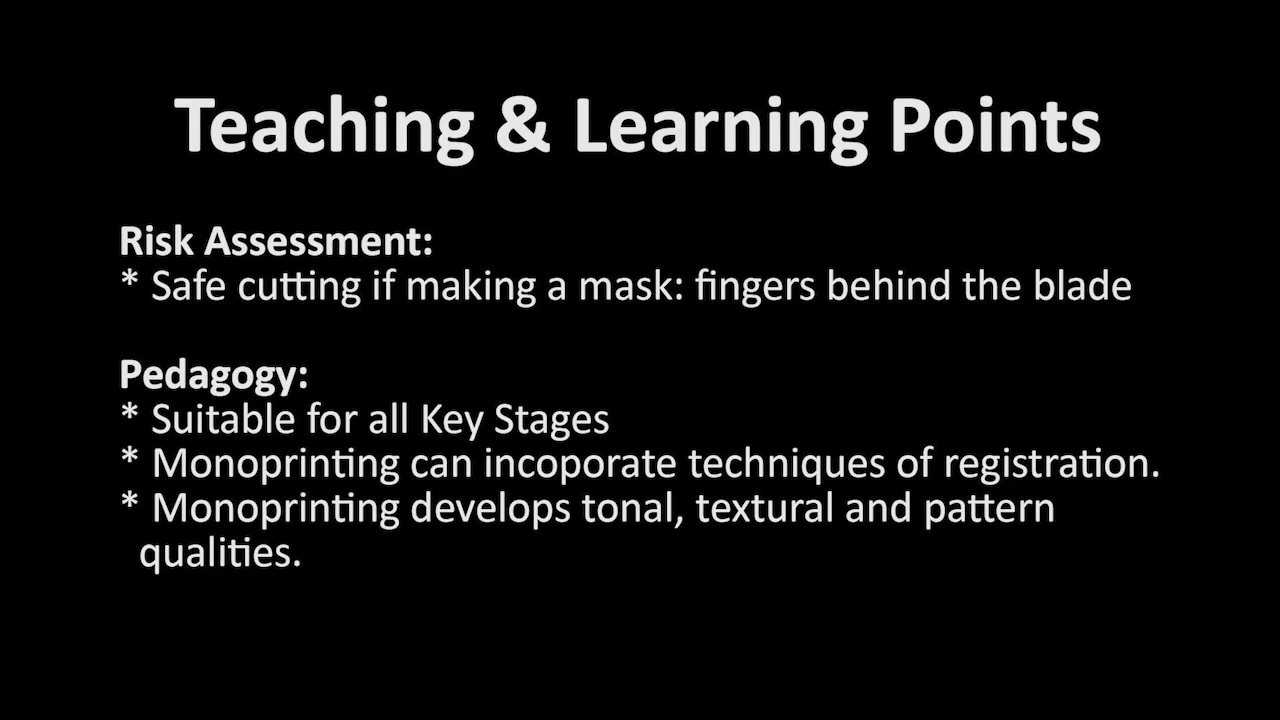 Teaching & Learning Points
Risk Assessment:
* Safe cutting if making a mask: fingers behind the blade
Pedagogy:
* Suitable for all Key Stages
* Monoprinting can incoporate techniques of registration.
* Monoprinting develops tonal, textural and pattern
qualities.